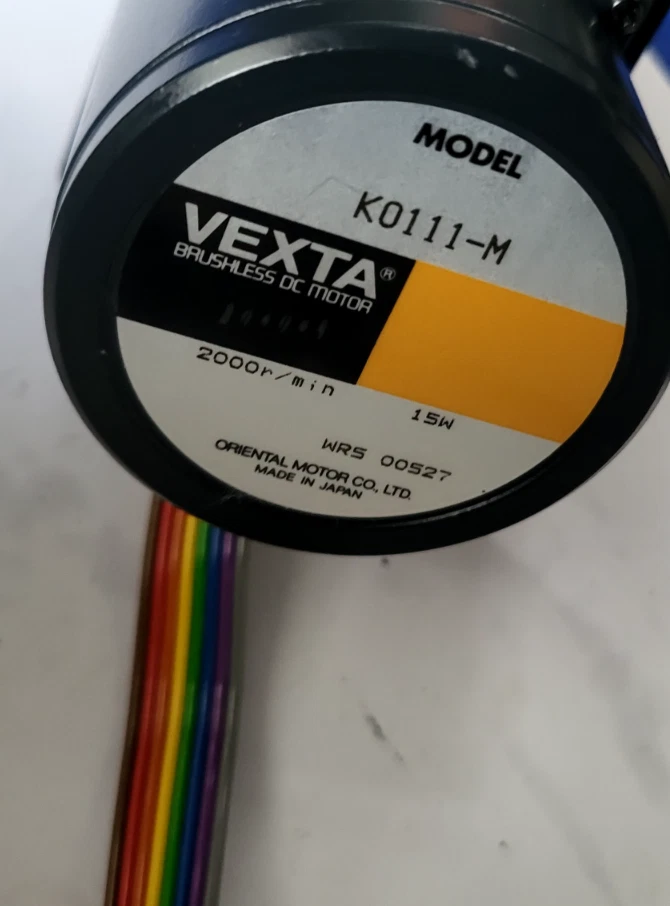 MODEL
K0111-M
VEXTA®
BRUSHLESS DC MOTOR
2000r/min
15W
WRS 00527
ORIENTAL MOTOR CO., LTD.
MADE IN JAPAN